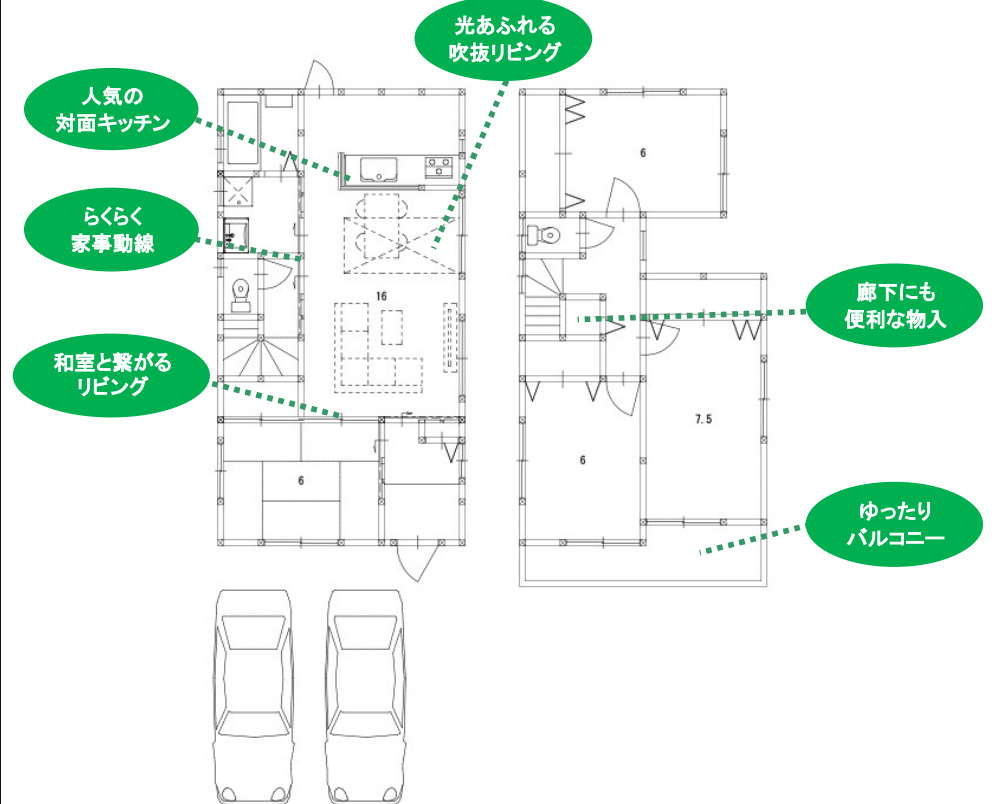 光あふれる
吹抜リビング
人気の
対面キッチン
6
らくらく
家事動線
16
廊下にも
便利な物入
和室と繋がる
リビング
7.5
6
6
ゆったり
バルコニー